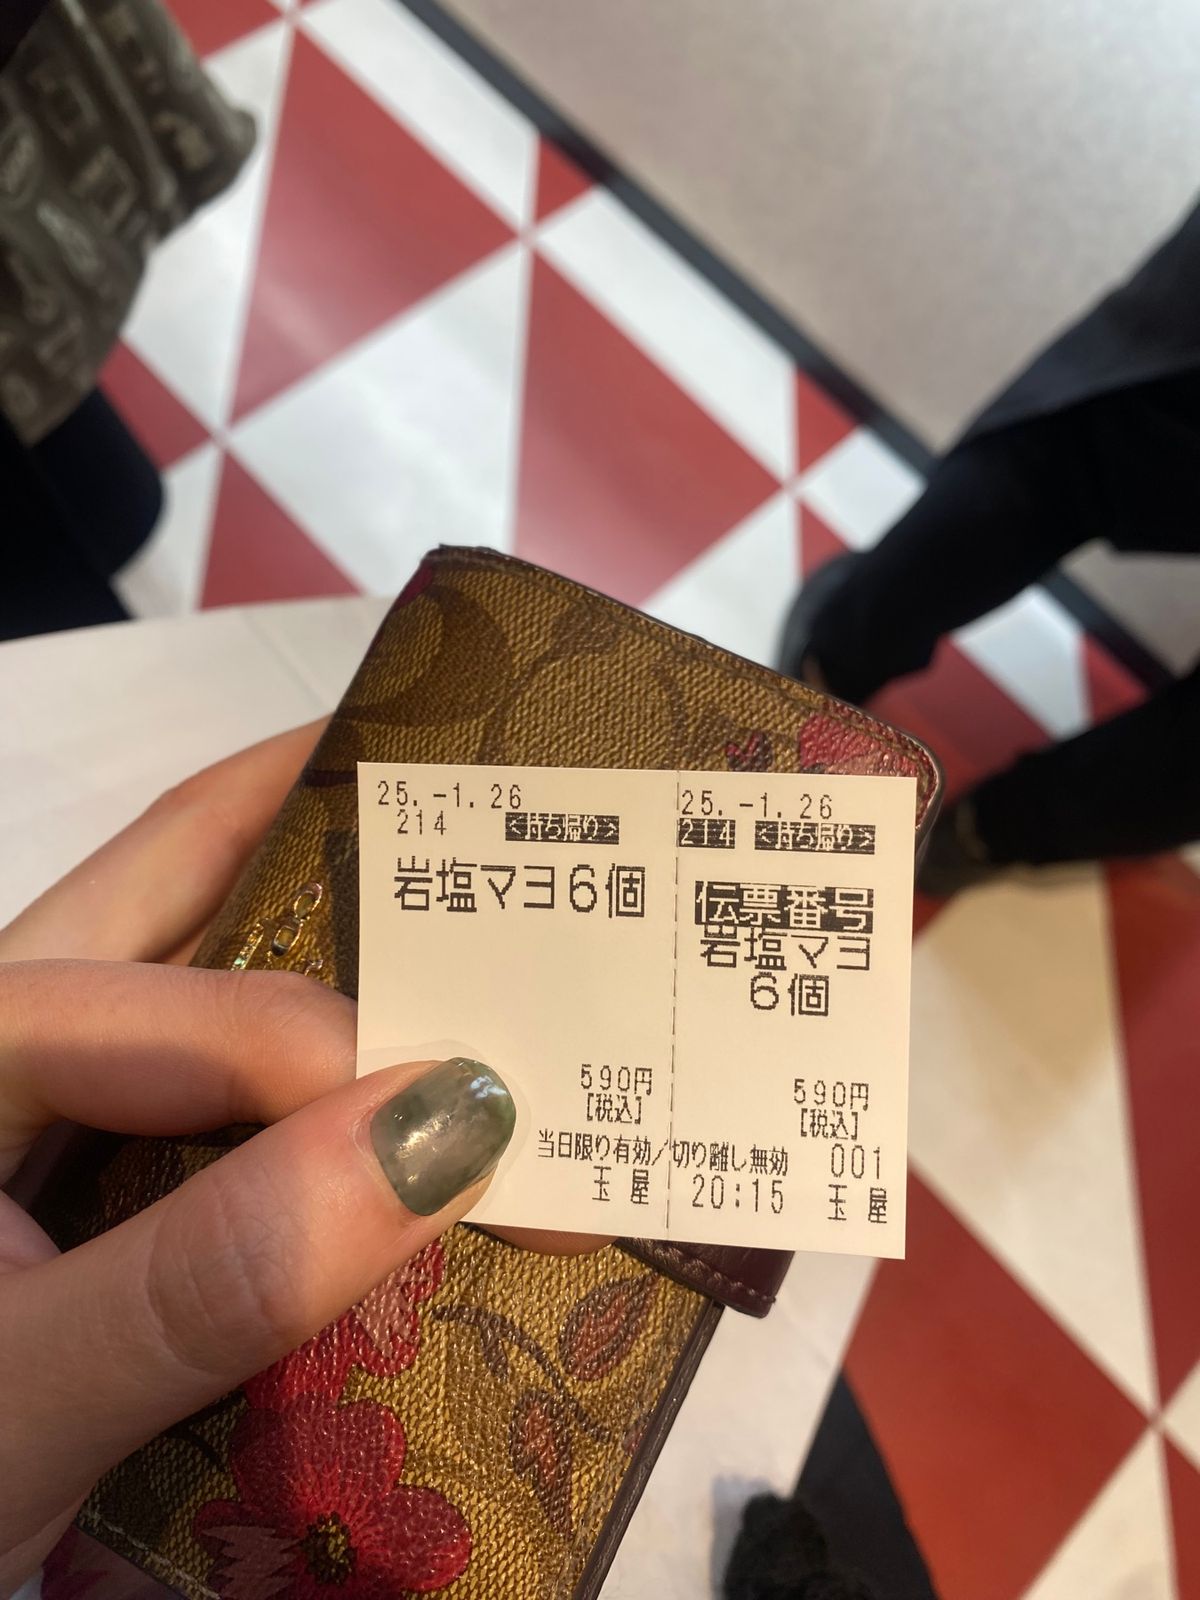 25.-1.26
214 <持ち帰り>
岩塩マヨ6個
590円
[税込]
25.-1.26
214 <持ち帰り>
伝票番号
岩塩マヨ
6個
590円
[税込]
当日限り有効/切り離し無効 001
玉屋 20:15 玉屋